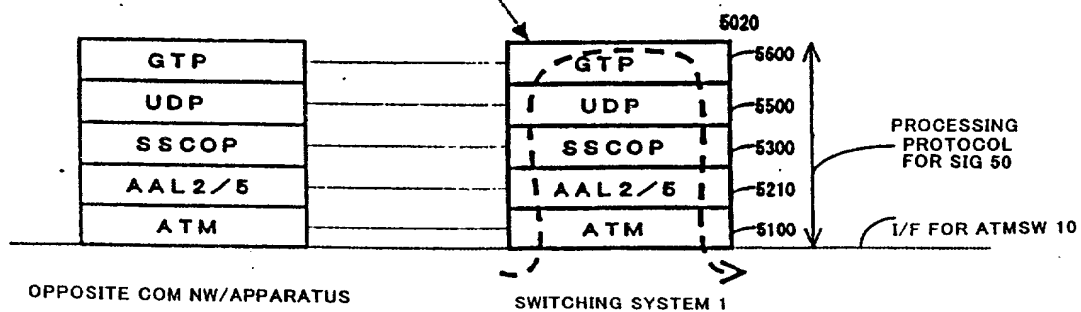 5020
GTP
GTP
5600
UDP
UDP
5500
SSCOP
SSCOP
5300
AAL2/5
AAL2/5
5210
ATM
ATM
5100
PROCESSING
PROTOCOL
FOR SIG 50
I/F FOR ATMSW 10
OPPOSITE COM NW/APPARATUS
SWITCHING SYSTEM 1